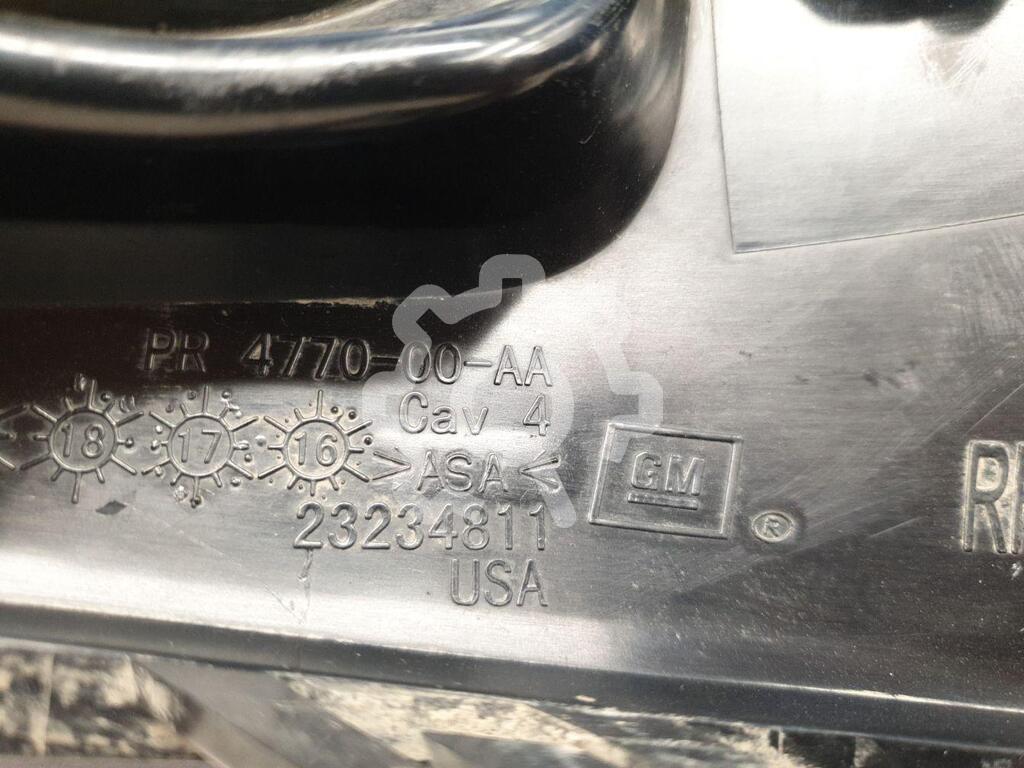 PR 4770-00-AA
Cav 4
18 17 16 >ASA<
GM ®
23234811
USA